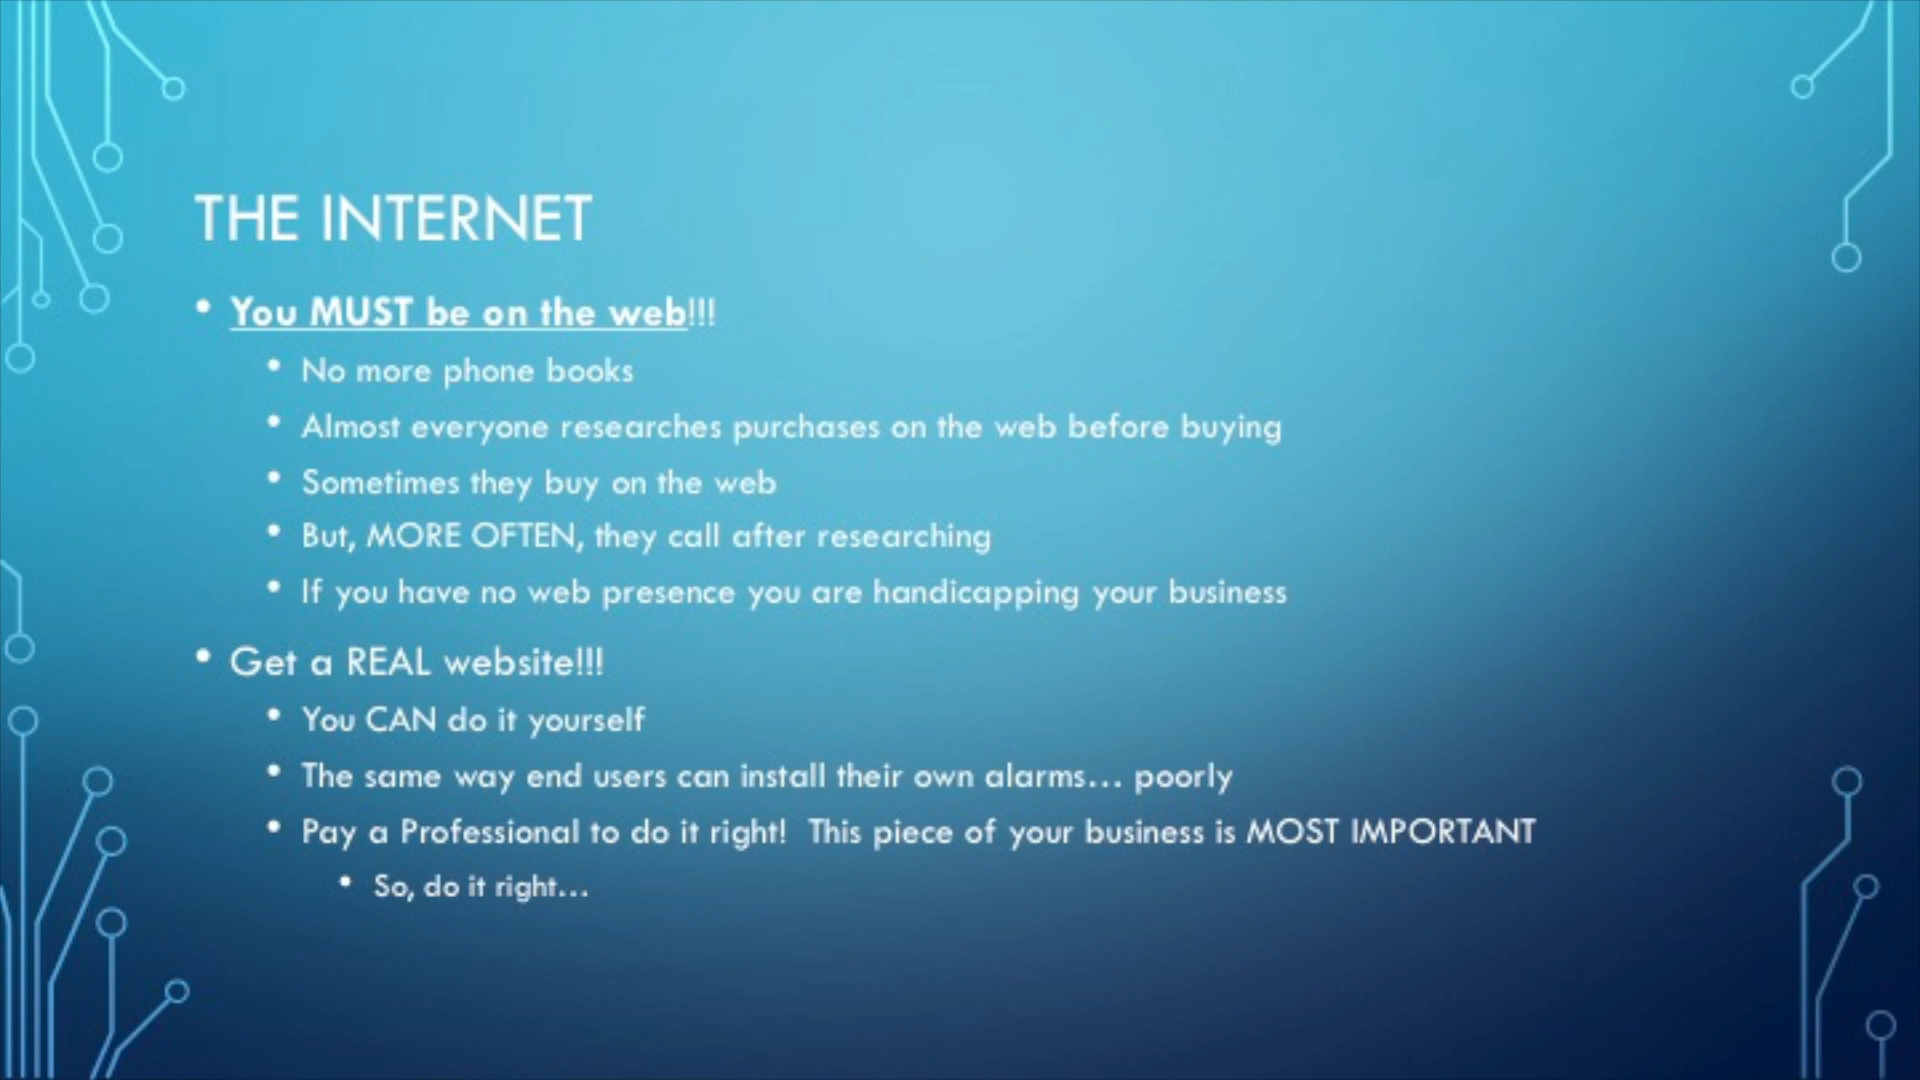 THE INTERNET
• You MUST be on the web!!!
• No more phone books
• Almost everyone researches purchases on the web before buying
• Sometimes they buy on the web
• But, MORE OFTEN, they call after researching
• If you have no web presence you are handicapping your business
• Get a REAL website!!!
• You CAN do it yourself
• The same way end users can install their own alarms... poorly
• Pay a Professional to do it right!  This piece of your business is MOST IMPORTANT
• So, do it right...